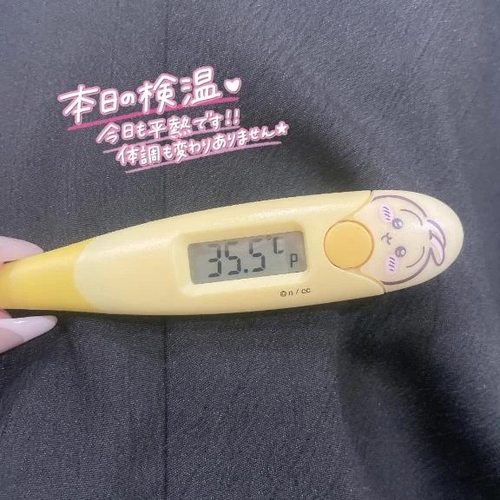 本日の検温♥
今日も平熱です!!
体調も変わりありません★
35.5℃ P
©n / cc